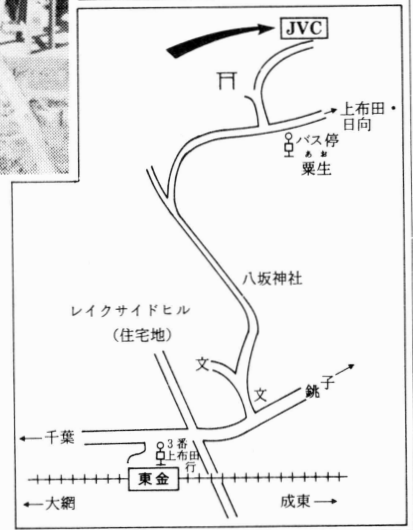 JVC
上布田・
日向
バス停
あお
粟生
八坂神社
レイクサイドヒル
(住宅地)
文
文
銚子
←千葉
3番
上布田
行
東金
←大網
成東→